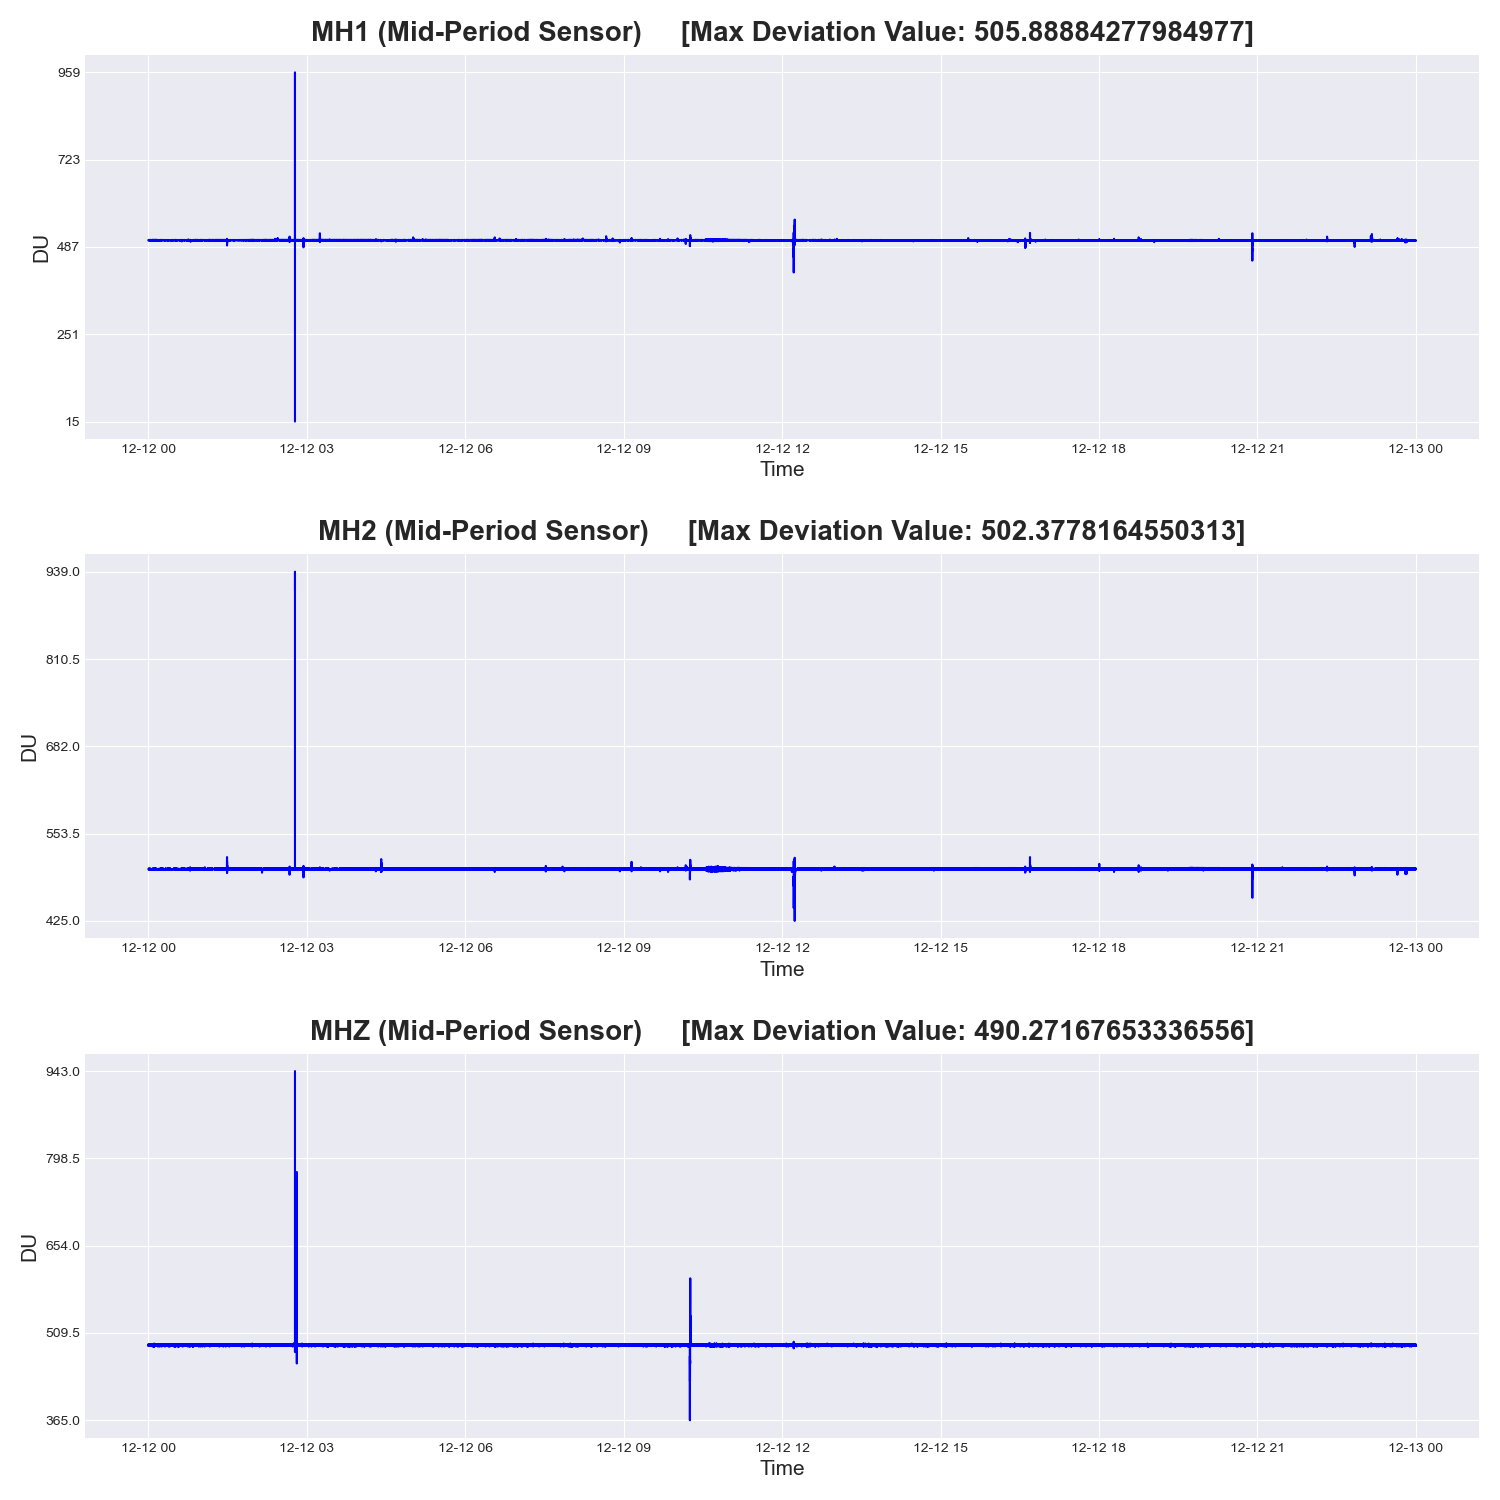 MH1 (Mid-Period Sensor) [Max Deviation Value: 505.88884277984977]
959
723
487
251
15
DU
12-12 00 12-12 03 12-12 06 12-12 09 12-12 12 12-12 15 12-12 18 12-12 21 12-13 00
Time
MH2 (Mid-Period Sensor) [Max Deviation Value: 502.3778164550313]
939.0
810.5
682.0
553.5
425.0
DU
12-12 00 12-12 03 12-12 06 12-12 09 12-12 12 12-12 15 12-12 18 12-12 21 12-13 00
Time
MHZ (Mid-Period Sensor) [Max Deviation Value: 490.27167653336556]
943.0
798.5
654.0
509.5
365.0
DU
12-12 00 12-12 03 12-12 06 12-12 09 12-12 12 12-12 15 12-12 18 12-12 21 12-13 00
Time